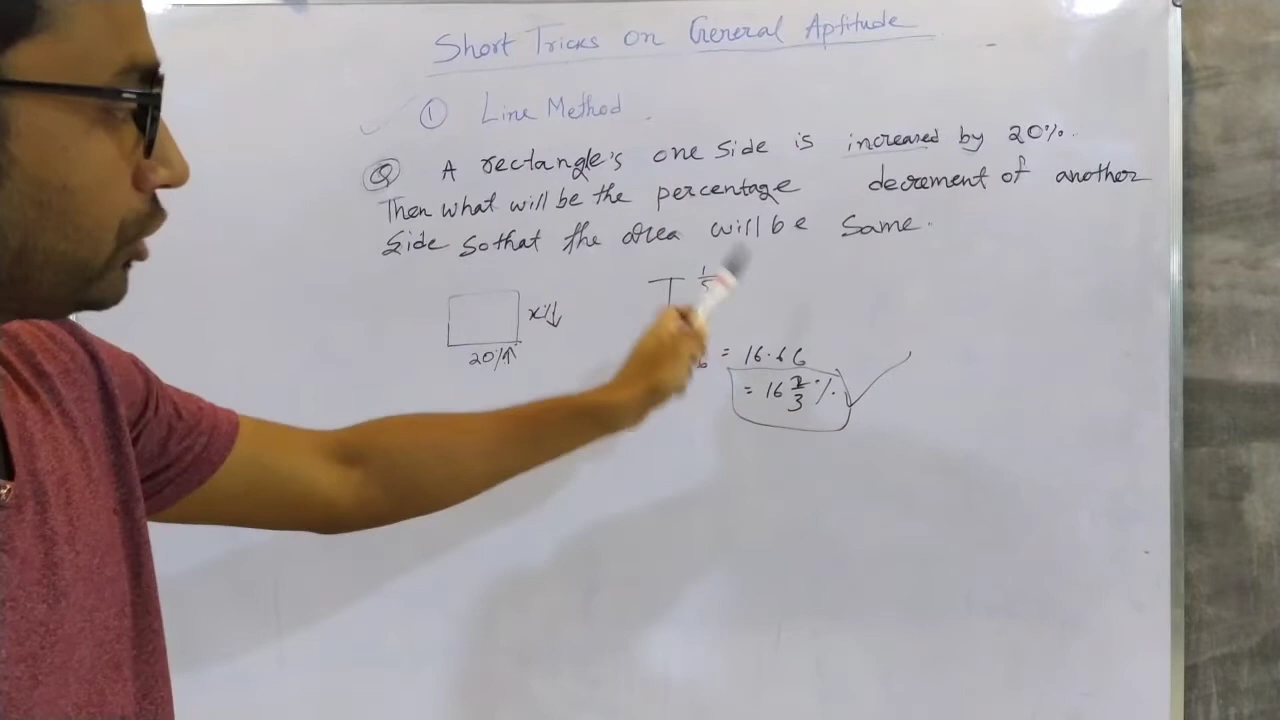 Short Tricks on General Aptitude
① Line Method.
Q A rectangle's one side is increased by 20%.
Then what will be the percentage decrement of another
side so that the area will be same.
1
x%↓
20%↑
= 16.66
= 16 2/3 %